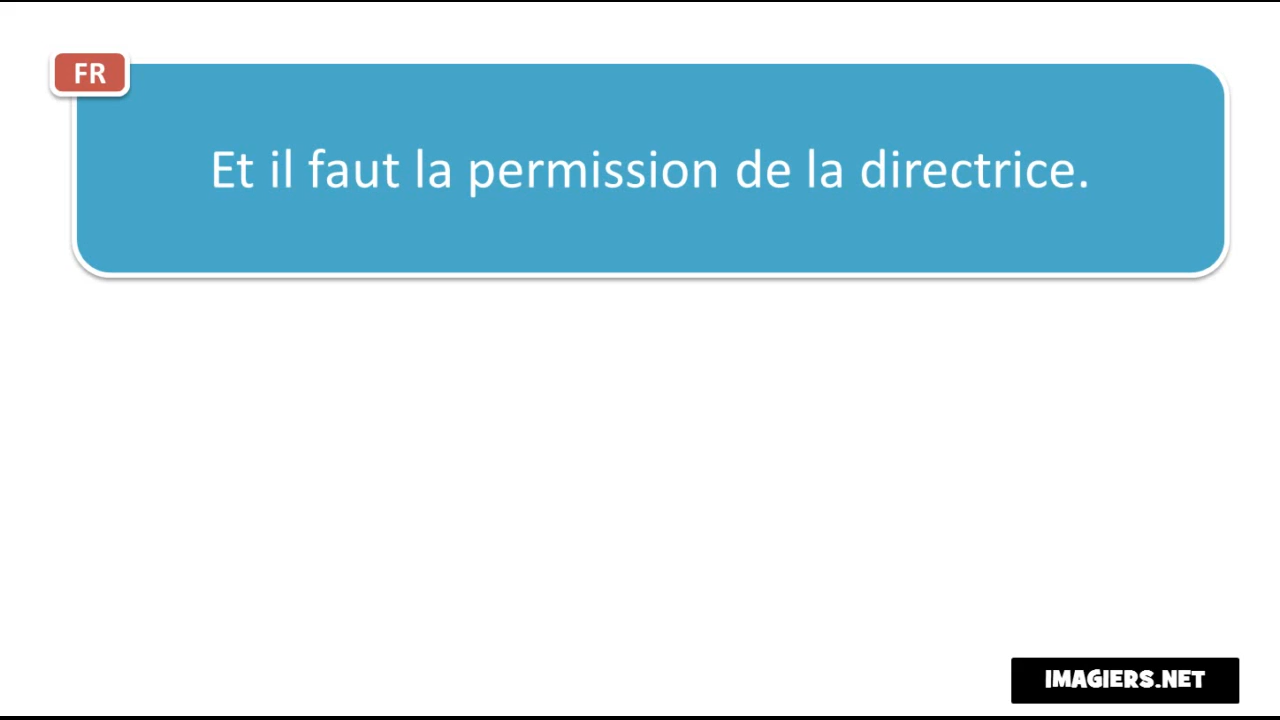 FR
Et il faut la permission de la directrice.
IMAGIERS.NET